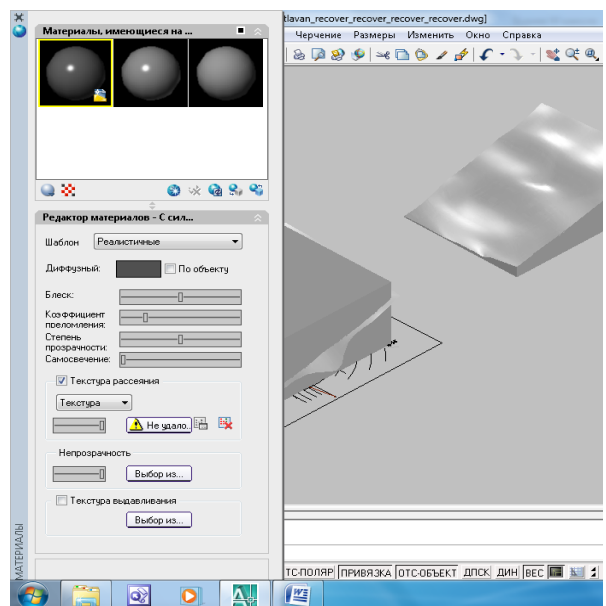 tlavan_recover_recover_recover_recover.dwg]
Материалы, имеющиеся на ...
Черчение Размеры Изменить Окно Справка
Редактор материалов - С сил...
Шаблон Реалистичные
Диффузный: По объекту
Блеск:
Коэффициент
преломления:
Степень
прозрачности:
Самосвечение:
Текстура рассеяния
Текстура
Не удало..
Непрозрачность
Выбор из...
Текстура выдавливания
Выбор из...
МАТЕРИАЛЫ
ТС-ПОЛЯР ПРИВЯЗКА ОТС-ОБЪЕКТ ДПСК ДИН ВЕС